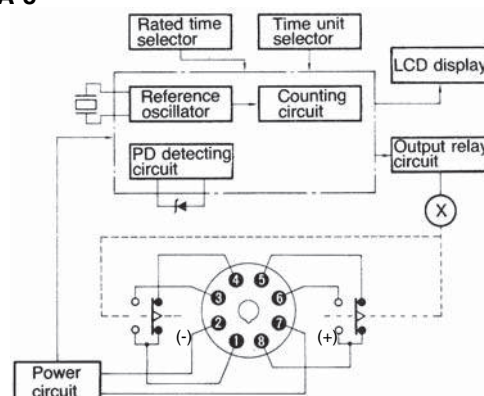 Rated time
selector
Time unit
selector
LCD display
Reference
oscillator
Counting
circuit
PD detecting
circuit
Output relay
circuit
X
4
5
3
6
(-)
2
7
(+)
1
8
Power
circuit